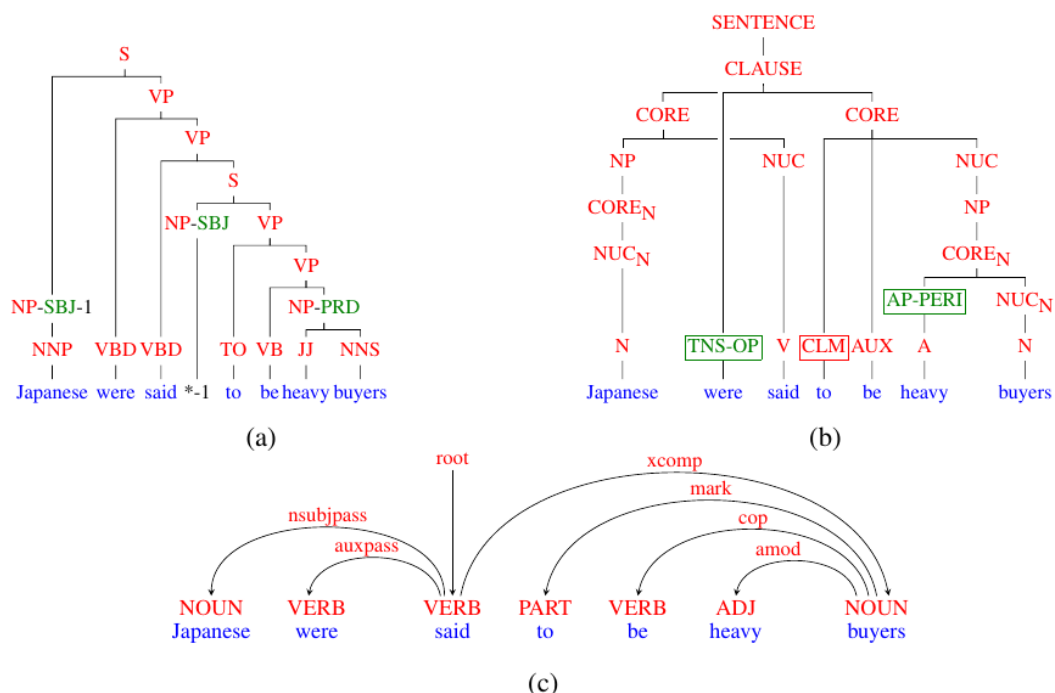 S
VP
VP
S
NP-SBJ VP
VP
NP-SBJ-1 NP-PRD
NNP VBD VBD TO VB JJ NNS
Japanese were said *-1 to be heavy buyers
(a)
SENTENCE
CLAUSE
CORE CORE
NP NUC NUC
COREN NP
NUCN COREN
AP-PERI NUCN
N TNS-OP V CLM AUX A N
Japanese were said to be heavy buyers
(b)
root xcomp
mark
nsubjpass cop
auxpass amod
NOUN VERB VERB PART VERB ADJ NOUN
Japanese were said to be heavy buyers
(c)